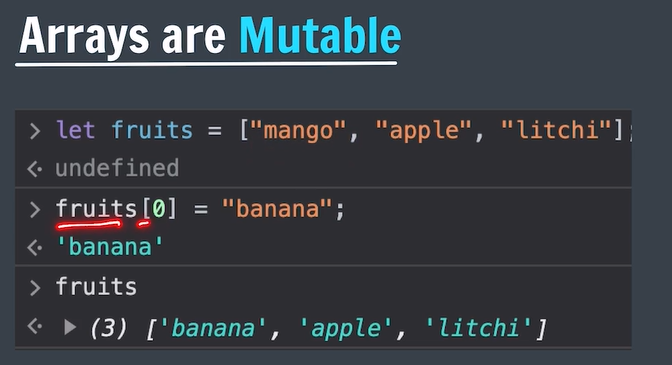 Arrays are Mutable
> let fruits = ["mango", "apple", "litchi"];
<· undefined
> fruits[0] = "banana";
<· 'banana'
> fruits
<· ▶ (3) ['banana', 'apple', 'litchi']